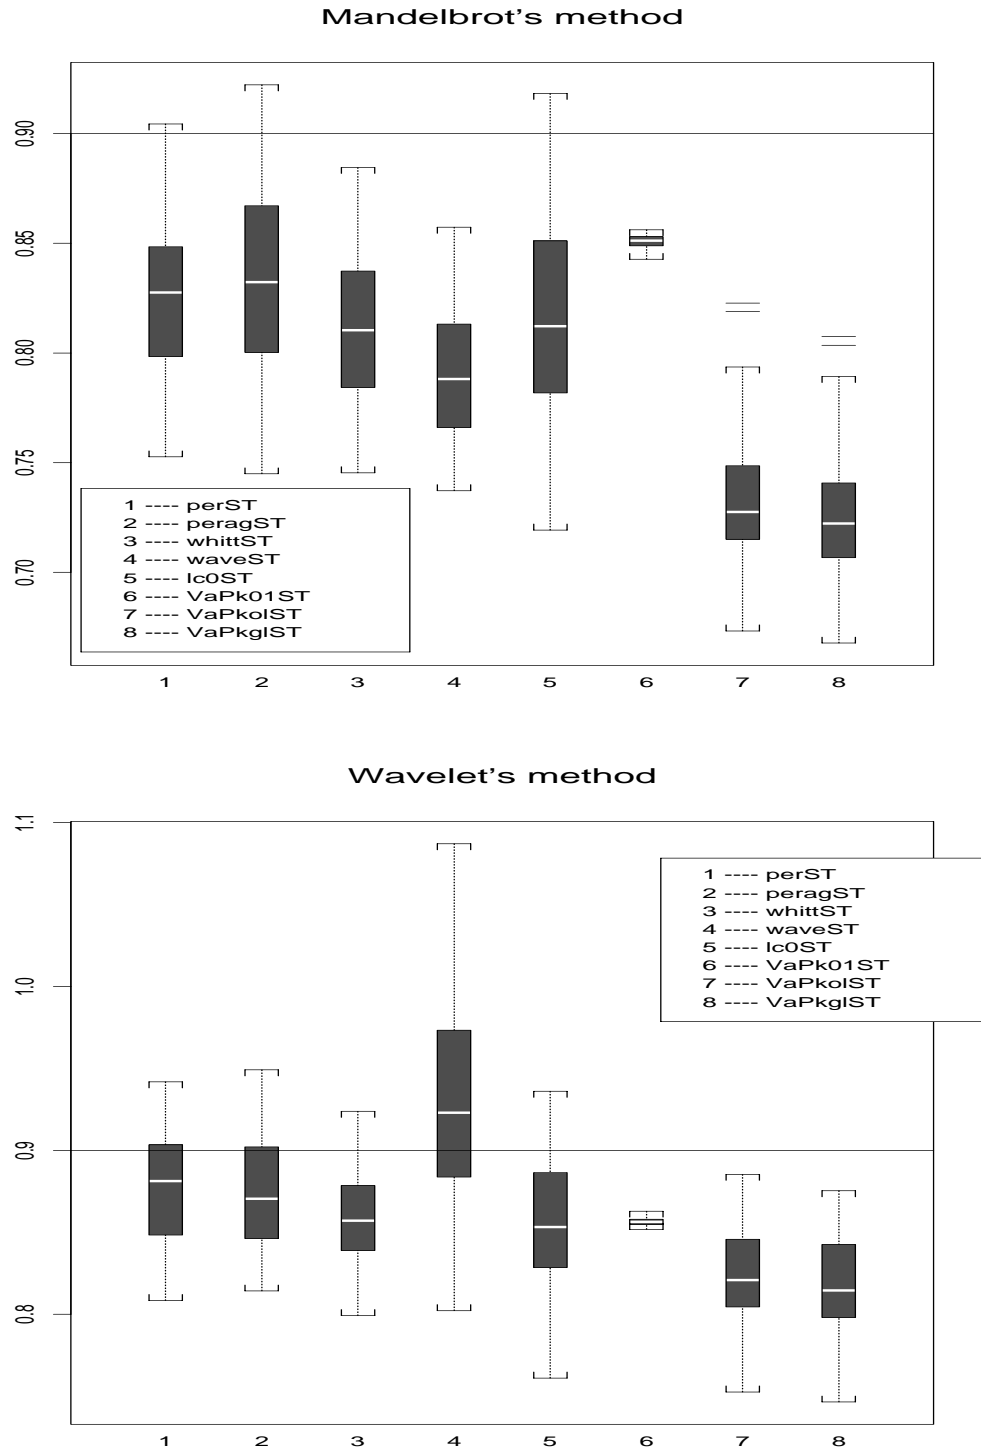 Mandelbrot's method
0.90
0.85
0.80
0.75
0.70
1 ---- perST
2 ---- peragST
3 ---- whittST
4 ---- waveST
5 ---- lc0ST
6 ---- VaPk01ST
7 ---- VaPkolST
8 ---- VaPkglST
1 2 3 4 5 6 7 8
Wavelet's method
1.1
1.0
0.9
0.8
1 ---- perST
2 ---- peragST
3 ---- whittST
4 ---- waveST
5 ---- lc0ST
6 ---- VaPk01ST
7 ---- VaPkolST
8 ---- VaPkglST
1 2 3 4 5 6 7 8